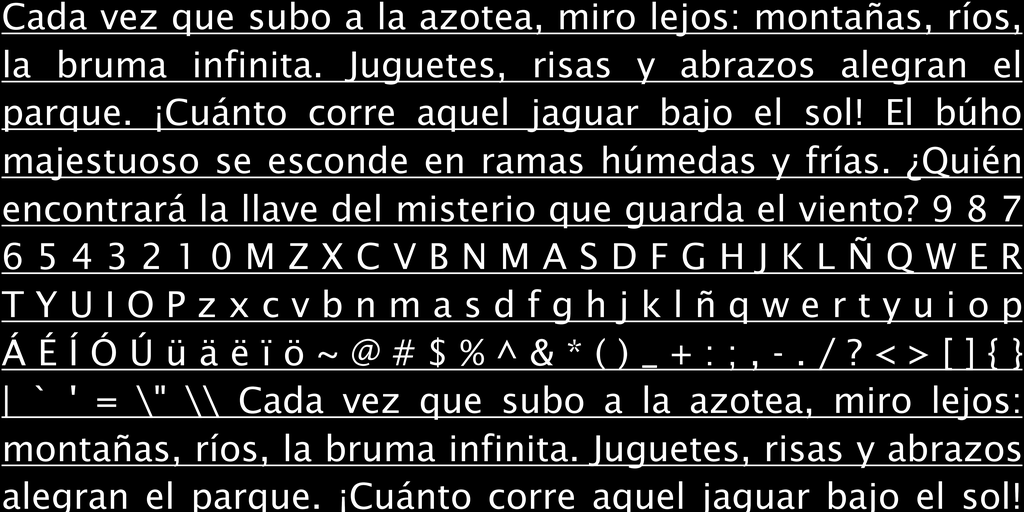 Cada vez que subo a la azotea, miro lejos: montañas, ríos,
la bruma infinita. Juguetes, risas y abrazos alegran el
parque. ¡Cuánto corre aquel jaguar bajo el sol! El búho
majestuoso se esconde en ramas húmedas y frías. ¿Quién
encontrará la llave del misterio que guarda el viento? 9 8 7
6 5 4 3 2 1 0 M Z X C V B N M A S D F G H J K L Ñ Q W E R
T Y U I O P z x c v b n m a s d f g h j k l ñ q w e r t y u i o p
Á É Í Ó Ú ü ä ë ï ö ~ @ # $ % ^ & * ( ) _ + : ; , - . / ? < > [ ] { }
| ` ' = \" \\ Cada vez que subo a la azotea, miro lejos:
montañas, ríos, la bruma infinita. Juguetes, risas y abrazos
alegran el parque. ¡Cuánto corre aquel jaguar bajo el sol!